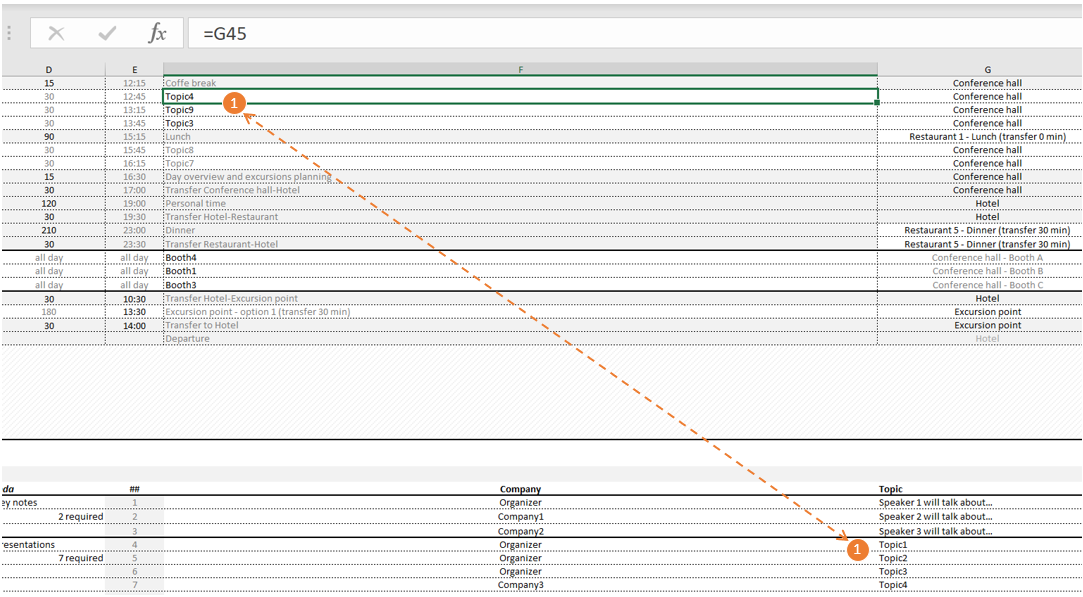 fx =G45
D E F G
15 12:15 Coffe break Conference hall
30 12:45 Topic4 1 Conference hall
30 13:15 Topic9 Conference hall
30 13:45 Topic3 Conference hall
90 15:15 Lunch Restaurant 1 - Lunch (transfer 0 min)
30 15:45 Topic8 Conference hall
30 16:15 Topic7 Conference hall
15 16:30 Day overview and excursions planning Conference hall
30 17:00 Transfer Conference hall-Hotel Conference hall
120 19:00 Personal time Hotel
30 19:30 Transfer Hotel-Restaurant Hotel
210 23:00 Dinner Restaurant 5 - Dinner (transfer 30 min)
30 23:30 Transfer Restaurant-Hotel Restaurant 5 - Dinner (transfer 30 min)
all day all day Booth4 Conference hall - Booth A
all day all day Booth1 Conference hall - Booth B
all day all day Booth3 Conference hall - Booth C
30 10:30 Transfer Hotel-Excursion point Hotel
180 13:30 Excursion point - option 1 (transfer 30 min) Excursion point
30 14:00 Transfer to Hotel Excursion point
Departure Hotel
da ## Company Topic
ey notes 1 Organizer Speaker 1 will talk about...
2 required 2 Company1 Speaker 2 will talk about...
3 Company2 Speaker 3 will talk about...
resentations 4 Organizer 1 Topic1
7 required 5 Organizer Topic2
6 Organizer Topic3
7 Company3 Topic4